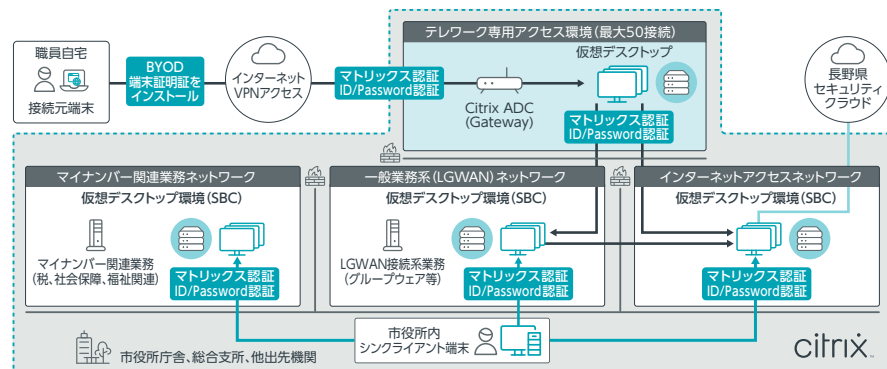 テレワーク専用アクセス環境(最大50接続)
職員自宅
接続元端末
BYOD
端末証明証を
インストール
インターネット
VPNアクセス
マトリックス認証
ID/Password認証
Citrix ADC
(Gateway)
仮想デスクトップ
マトリックス認証
ID/Password認証
長野県
セキュリティ
クラウド
マイナンバー関連業務ネットワーク
仮想デスクトップ環境(SBC)
マイナンバー関連業務
(税、社会保障、福祉関連)
マトリックス認証
ID/Password認証
一般業務系(LGWAN)ネットワーク
仮想デスクトップ環境(SBC)
LGWAN接続系業務
(グループウェア等)
マトリックス認証
ID/Password認証
インターネットアクセスネットワーク
仮想デスクトップ環境(SBC)
マトリックス認証
ID/Password認証
市役所内
シンクライアント端末
市役所庁舎、総合支所、他出先機関
citrix